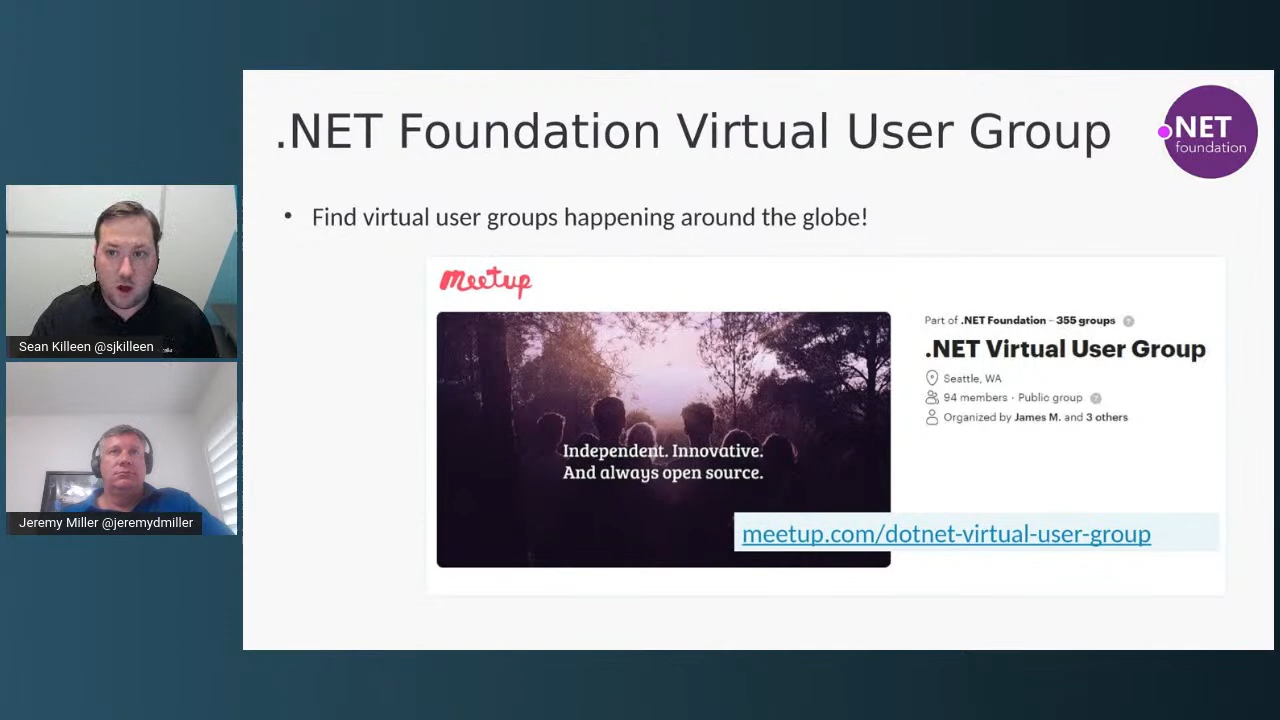 .NET Foundation Virtual User Group
.NET
foundation
• Find virtual user groups happening around the globe!
meetup
Part of .NET Foundation – 355 groups ?
.NET Virtual User Group
Seattle, WA
94 members · Public group ?
Organized by James M. and 3 others
Independent. Innovative.
And always open source.
meetup.com/dotnet-virtual-user-group
Sean Killeen @sjkilleen
Jeremy Miller @jeremydmiller